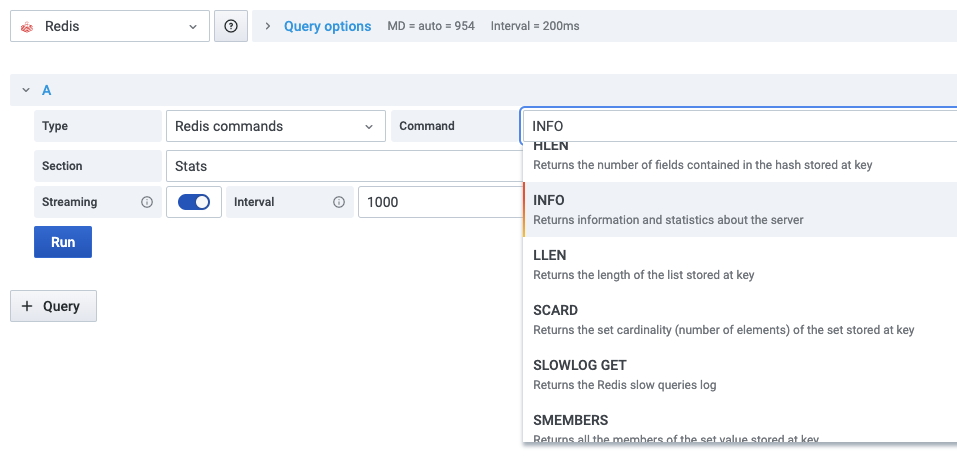 Redis
Query options MD = auto = 954 Interval = 200ms
A
Type Redis commands Command INFO
HLEN
Returns the number of fields contained in the hash stored at key
Section Stats
INFO
Returns information and statistics about the server
Streaming Interval 1000
Run
LLEN
Returns the length of the list stored at key
SCARD
Returns the set cardinality (number of elements) of the set stored at key
SLOWLOG GET
Returns the Redis slow queries log
SMEMBERS
Returns all the members of the set value stored at key
+ Query